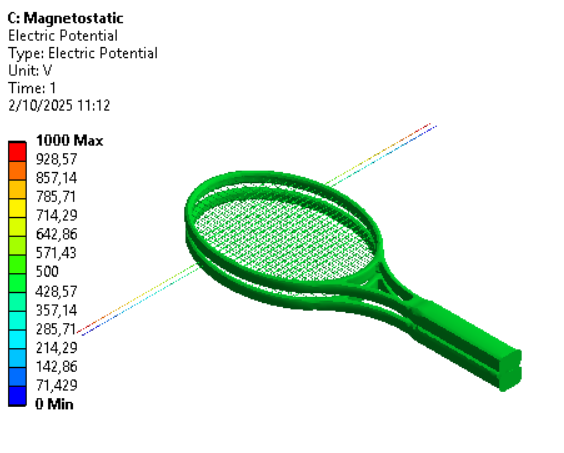 C: Magnetostatic
Electric Potential
Type: Electric Potential
Unit: V
Time: 1
2/10/2025 11:12
1000 Max
928,57
857,14
785,71
714,29
642,86
571,43
500
428,57
357,14
285,71
214,29
142,86
71,429
0 Min